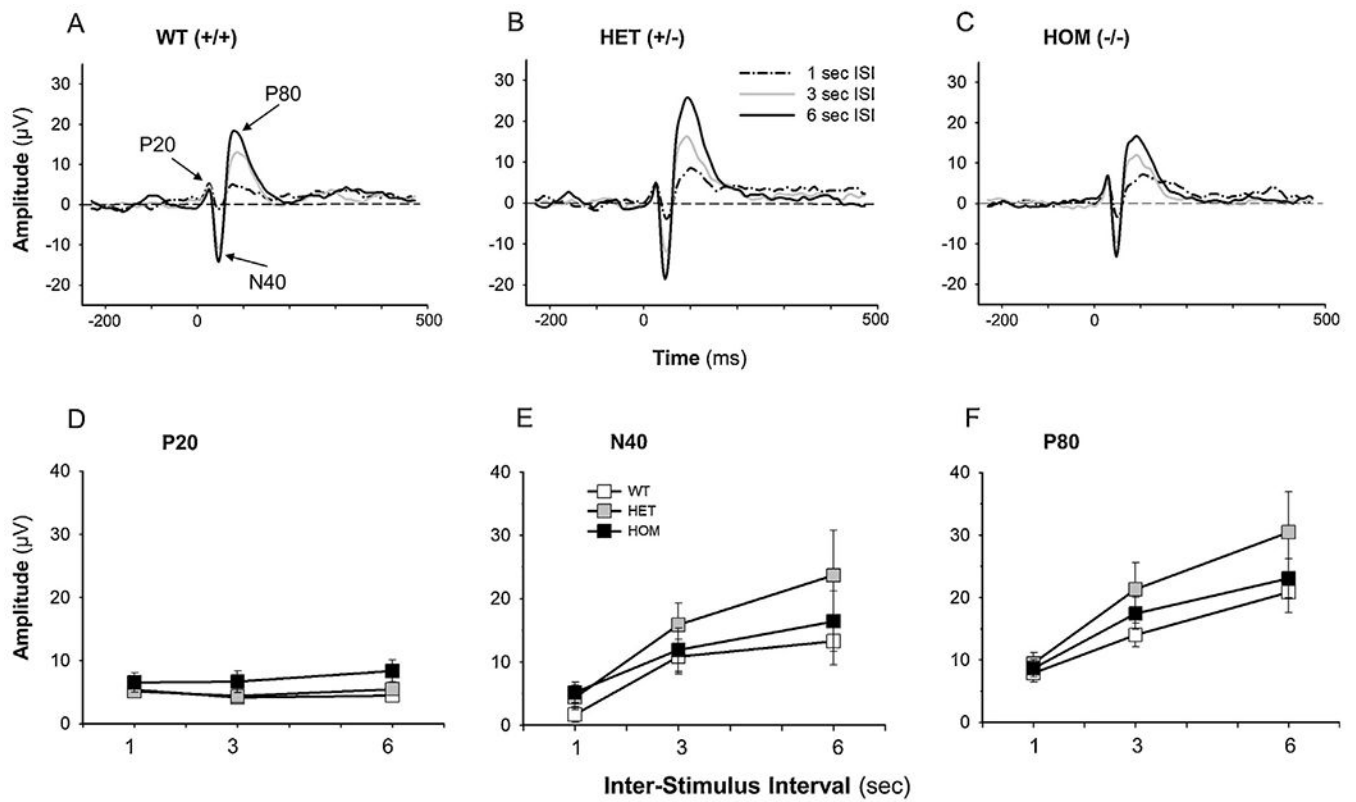 A
WT (+/+)
B
HET (+/-)
C
HOM (-/-)
30
20
10
0
-10
-20
Amplitude (µV)
P80
P20
N40
-200
0
500
30
20
10
0
-10
-20
1 sec ISI
3 sec ISI
6 sec ISI
-200
0
500
30
20
10
0
-10
-20
-200
0
500
Time (ms)
D
P20
E
N40
F
P80
40
30
20
10
0
Amplitude (µV)
1
3
6
40
30
20
10
0
WT
HET
HOM
1
3
6
40
30
20
10
0
1
3
6
Inter-Stimulus Interval (sec)